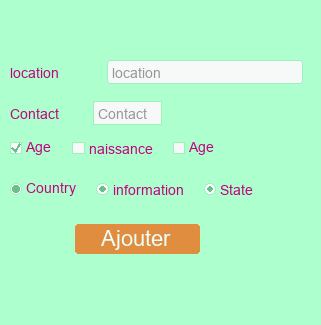 location location
Contact Contact
Age naissance Age
Country information State
Ajouter